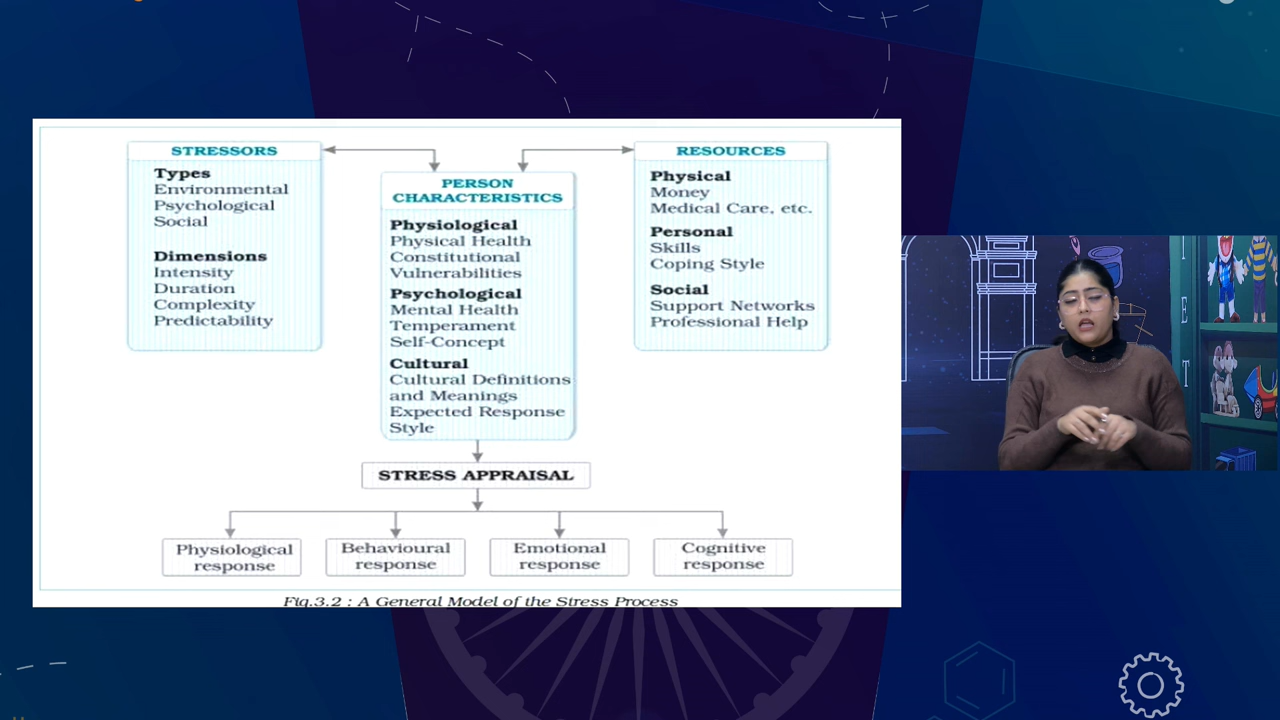 STRESSORS
Types
Environmental
Psychological
Social
Dimensions
Intensity
Duration
Complexity
Predictability
PERSON
CHARACTERISTICS
Physiological
Physical Health
Constitutional
Vulnerabilities
Psychological
Mental Health
Temperament
Self-Concept
Cultural
Cultural Definitions
and Meanings
Expected Response
Style
RESOURCES
Physical
Money
Medical Care, etc.
Personal
Skills
Coping Style
Social
Support Networks
Professional Help
STRESS APPRAISAL
Physiological
response
Behavioural
response
Emotional
response
Cognitive
response
Fig.3.2 : A General Model of the Stress Process
I
E
I